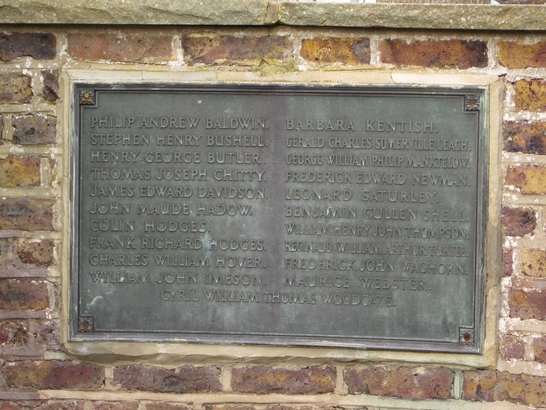 PHILIP ANDREW BALDWIN.
STEPHEN HENRY BUSHELL.
HENRY GEORGE BUTLER.
THOMAS JOSEPH CHITTY.
JAMES EDWARD DAVIDSON.
JOHN MAUDE HADOW.
COLIN HODGES.
FRANK RICHARD HODGES.
CHARLES WILLIAM HOVER.
WILLIAM JOHN IMESON.
BARBARA KENTISH.
GERALD CHARLES SOMERVILLE LEACH.
GEORGE WILLIAM PHILIP MANKTELOW.
FREDERICK EDWARD NEWMAN.
LEONARD SATURLEY.
BENJAMIN CULLEN SHELL.
WILLIAM HENRY JOHN THOMPSON.
REGINALD WILLIAM ARTHUR
FREDERICK JOHN WAGHORN.
MAURICE WEBSTER.
CYRIL WILLIAM THOMAS WOODGATE.